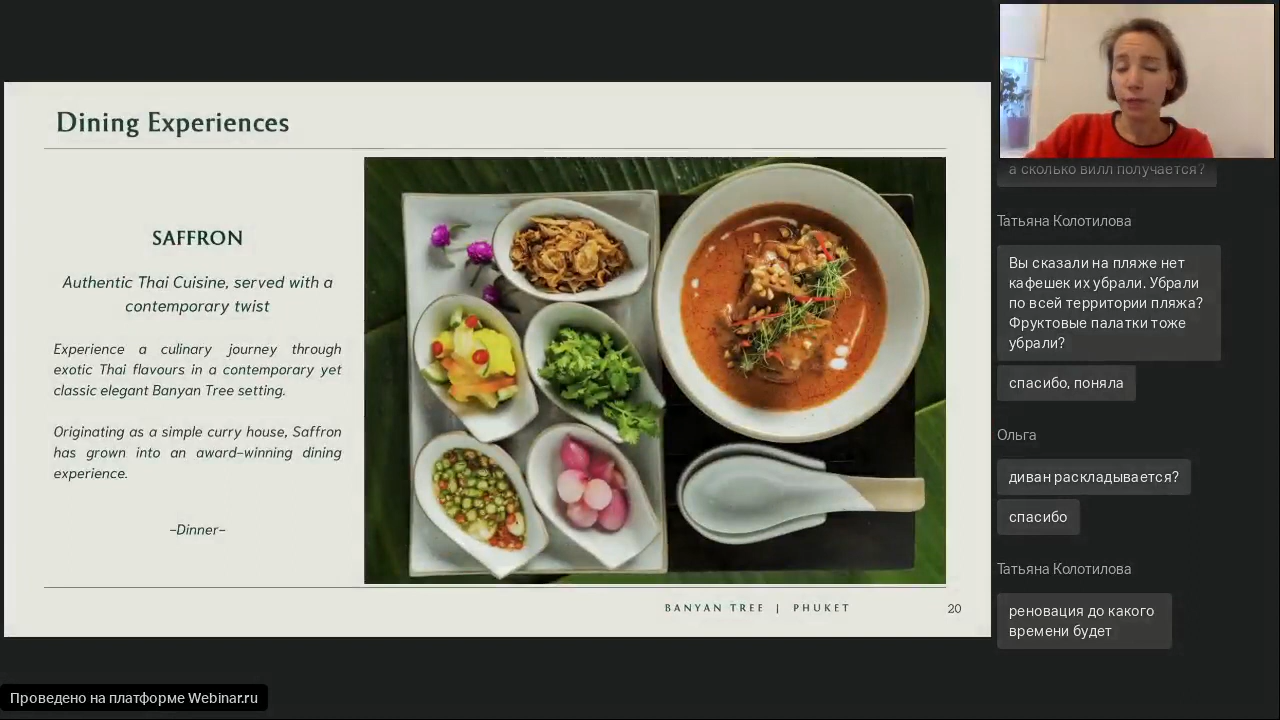 Dining Experiences
SAFFRON
Authentic Thai Cuisine, served with a
contemporary twist
Experience a culinary journey through
exotic Thai flavours in a contemporary yet
classic elegant Banyan Tree setting.
Originating as a simple curry house, Saffron
has grown into an award-winning dining
experience.
-Dinner-
BANYAN TREE | PHUKET
20
а сколько вилл получается?
Татьяна Колотилова
Вы сказали на пляже нет
кафешек их убрали. Убрали
по всей территории пляжа?
Фруктовые палатки тоже
убрали?
спасибо, поняла
Ольга
диван раскладывается?
спасибо
Татьяна Колотилова
реновация до какого
времени будет
Проведено на платформе Webinar.ru